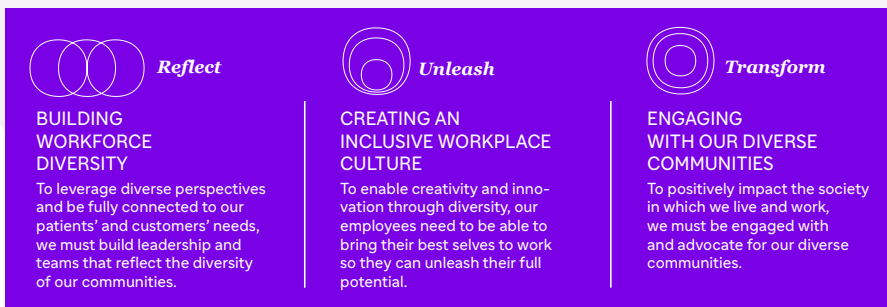 Reflect
BUILDING
WORKFORCE
DIVERSITY
To leverage diverse perspectives
and be fully connected to our
patients’ and customers’ needs,
we must build leadership and
teams that reflect the diversity
of our communities.
Unleash
CREATING AN
INCLUSIVE WORKPLACE
CULTURE
To enable creativity and inno-
vation through diversity, our
employees need to be able to
bring their best selves to work
so they can unleash their full
potential.
Transform
ENGAGING
WITH OUR DIVERSE
COMMUNITIES
To positively impact the society
in which we live and work,
we must be engaged with
and advocate for our diverse
communities.